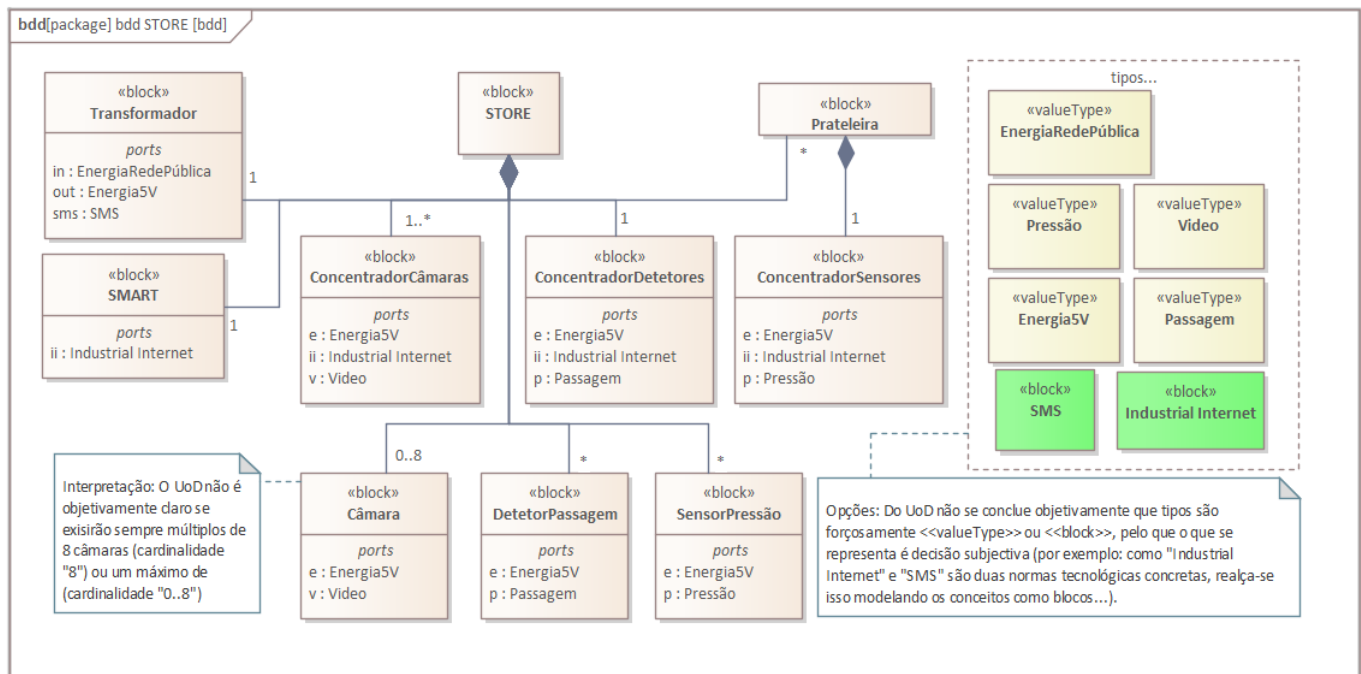 bdd[package] bdd STORE [bdd]
«block»
Transformador
ports
in : EnergiaRedePública
out : Energia5V
sms : SMS
1
«block»
STORE
«block»
Prateleira
*
«block»
SMART
ports
ii : Industrial Internet
1
1..*
«block»
ConcentradorCâmaras
ports
e : Energia5V
ii : Industrial Internet
v : Video
1
«block»
ConcentradorDetetores
ports
e : Energia5V
ii : Industrial Internet
p : Passagem
1
«block»
ConcentradorSensores
ports
e : Energia5V
ii : Industrial Internet
p : Pressão
tipos...
«valueType»
EnergiaRedePública
«valueType»
Pressão
«valueType»
Video
«valueType»
Energia5V
«valueType»
Passagem
«block»
SMS
«block»
Industrial Internet
Interpretação: O UoD não é
objetivamente claro se
exisirão sempre múltiplos de
8 câmaras (cardinalidade
"8") ou um máximo de
(cardinalidade "0..8")
0..8
«block»
Câmara
ports
e : Energia5V
v : Video
*
«block»
DetetorPassagem
ports
e : Energia5V
p : Passagem
*
«block»
SensorPressão
ports
e : Energia5V
p : Pressão
Opções: Do UoD não se conclue objetivamente que tipos são
forçosamente <<valueType>> ou <<block>>, pelo que o que se
representa é decisão subjectiva (por exemplo: como "Industrial
Internet" e "SMS" são duas normas tecnológicas concretas, realça-se
isso modelando os conceitos como blocos...).